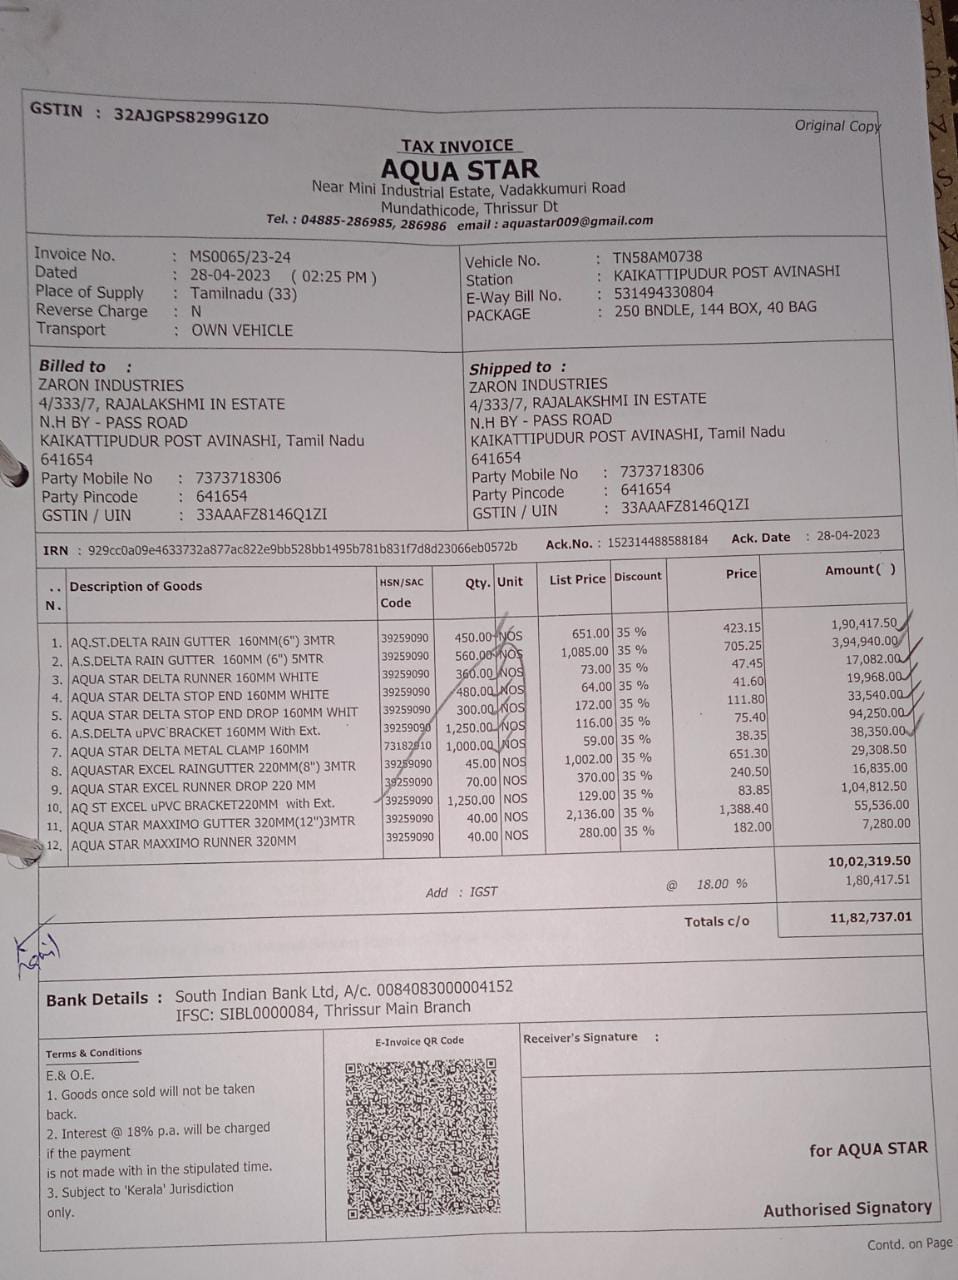 GSTIN : 32AJGPS8299G1ZO
Original Copy
TAX INVOICE
AQUA STAR
Near Mini Industrial Estate, Vadakkumuri Road
Mundathicode, Thrissur Dt
Tel. : 04885-286985, 286986 email : aquastar009@gmail.com
Invoice No. : MS0065/23-24
Dated : 28-04-2023 ( 02:25 PM )
Place of Supply : Tamilnadu (33)
Reverse Charge : N
Transport : OWN VEHICLE
Vehicle No. : TN58AM0738
Station : KAIKATTIPUDUR POST AVINASHI
E-Way Bill No. : 531494330804
PACKAGE : 250 BNDLE, 144 BOX, 40 BAG
Billed to :
ZARON INDUSTRIES
4/333/7, RAJALAKSHMI IN ESTATE
N.H BY - PASS ROAD
KAIKATTIPUDUR POST AVINASHI, Tamil Nadu
641654
Party Mobile No : 7373718306
Party Pincode : 641654
GSTIN / UIN : 33AAAFZ8146Q1ZI
Shipped to :
ZARON INDUSTRIES
4/333/7, RAJALAKSHMI IN ESTATE
N.H BY - PASS ROAD
KAIKATTIPUDUR POST AVINASHI, Tamil Nadu
641654
Party Mobile No : 7373718306
Party Pincode : 641654
GSTIN / UIN : 33AAAFZ8146Q1ZI
IRN : 929cc0a09e4633732a877ac822e9bb528bb1495b781b831f7d8d23066eb0572b Ack.No. : 152314488588184 Ack. Date : 28-04-2023
.. N. Description of Goods HSN/SAC Code Qty. Unit List Price Discount Price Amount( )
1. AQ.ST.DELTA RAIN GUTTER 160MM(6") 3MTR 39259090 450.00 NOS 651.00 35 % 423.15 1,90,417.50
2. A.S.DELTA RAIN GUTTER 160MM (6") 5MTR 39259090 560.00 NOS 1,085.00 35 % 705.25 3,94,940.00
3. AQUA STAR DELTA RUNNER 160MM WHITE 39259090 360.00 NOS 73.00 35 % 47.45 17,082.00
4. AQUA STAR DELTA STOP END 160MM WHITE 39259090 480.00 NOS 64.00 35 % 41.60 19,968.00
5. AQUA STAR DELTA STOP END DROP 160MM WHIT 39259090 300.00 NOS 172.00 35 % 111.80 33,540.00
6. A.S.DELTA uPVC BRACKET 160MM With Ext. 39259090 1,250.00 NOS 116.00 35 % 75.40 94,250.00
7. AQUA STAR DELTA METAL CLAMP 160MM 73182910 1,000.00 NOS 59.00 35 % 38.35 38,350.00
8. AQUASTAR EXCEL RAINGUTTER 220MM(8") 3MTR 39259090 45.00 NOS 1,002.00 35 % 651.30 29,308.50
9. AQUA STAR EXCEL RUNNER DROP 220 MM 39259090 70.00 NOS 370.00 35 % 240.50 16,835.00
10. AQ ST EXCEL uPVC BRACKET220MM with Ext. 39259090 1,250.00 NOS 129.00 35 % 83.85 1,04,812.50
11. AQUA STAR MAXXIMO GUTTER 320MM(12")3MTR 39259090 40.00 NOS 2,136.00 35 % 1,388.40 55,536.00
12. AQUA STAR MAXXIMO RUNNER 320MM 39259090 40.00 NOS 280.00 35 % 182.00 7,280.00
10,02,319.50
Add : IGST @ 18.00 % 1,80,417.51
Totals c/o 11,82,737.01
Bank Details : South Indian Bank Ltd, A/c. 0084083000004152
IFSC: SIBL0000084, Thrissur Main Branch
Terms & Conditions
E.& O.E.
1. Goods once sold will not be taken
back.
2. Interest @ 18% p.a. will be charged
if the payment
is not made with in the stipulated time.
3. Subject to 'Kerala' Jurisdiction
only.
E-Invoice QR Code
Receiver's Signature :
for AQUA STAR
Authorised Signatory
Contd. on Page